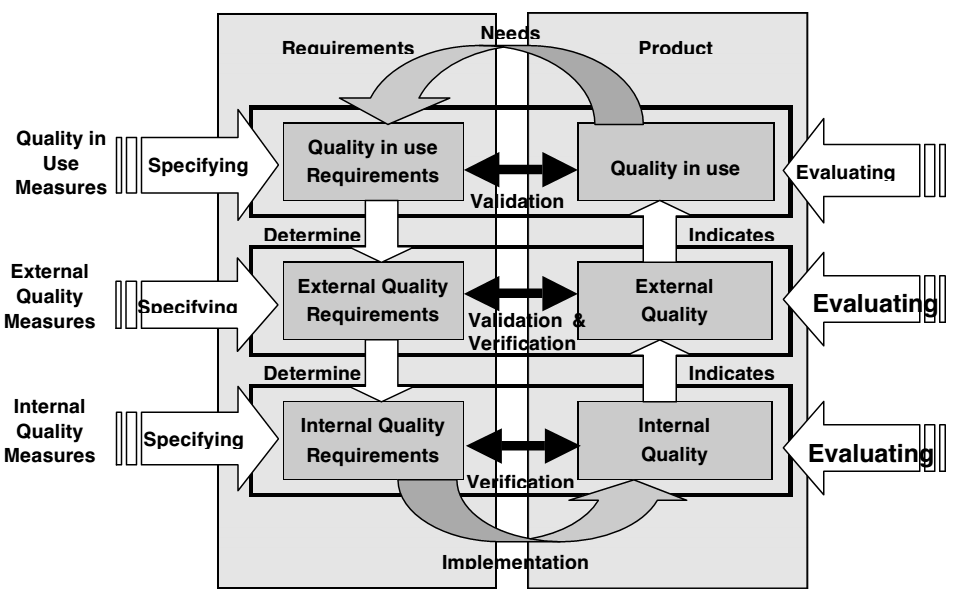 Needs
Requirements
Product
Quality in
Use
Measures
Specifying
Quality in use
Requirements
Validation
Quality in use
Evaluating
Determine
Indicates
External
Quality
Measures
Specifying
External Quality
Requirements
Validation &
Verification
External
Quality
Evaluating
Determine
Indicates
Internal
Quality
Measures
Specifying
Internal Quality
Requirements
Verification
Internal
Quality
Evaluating
Implementation